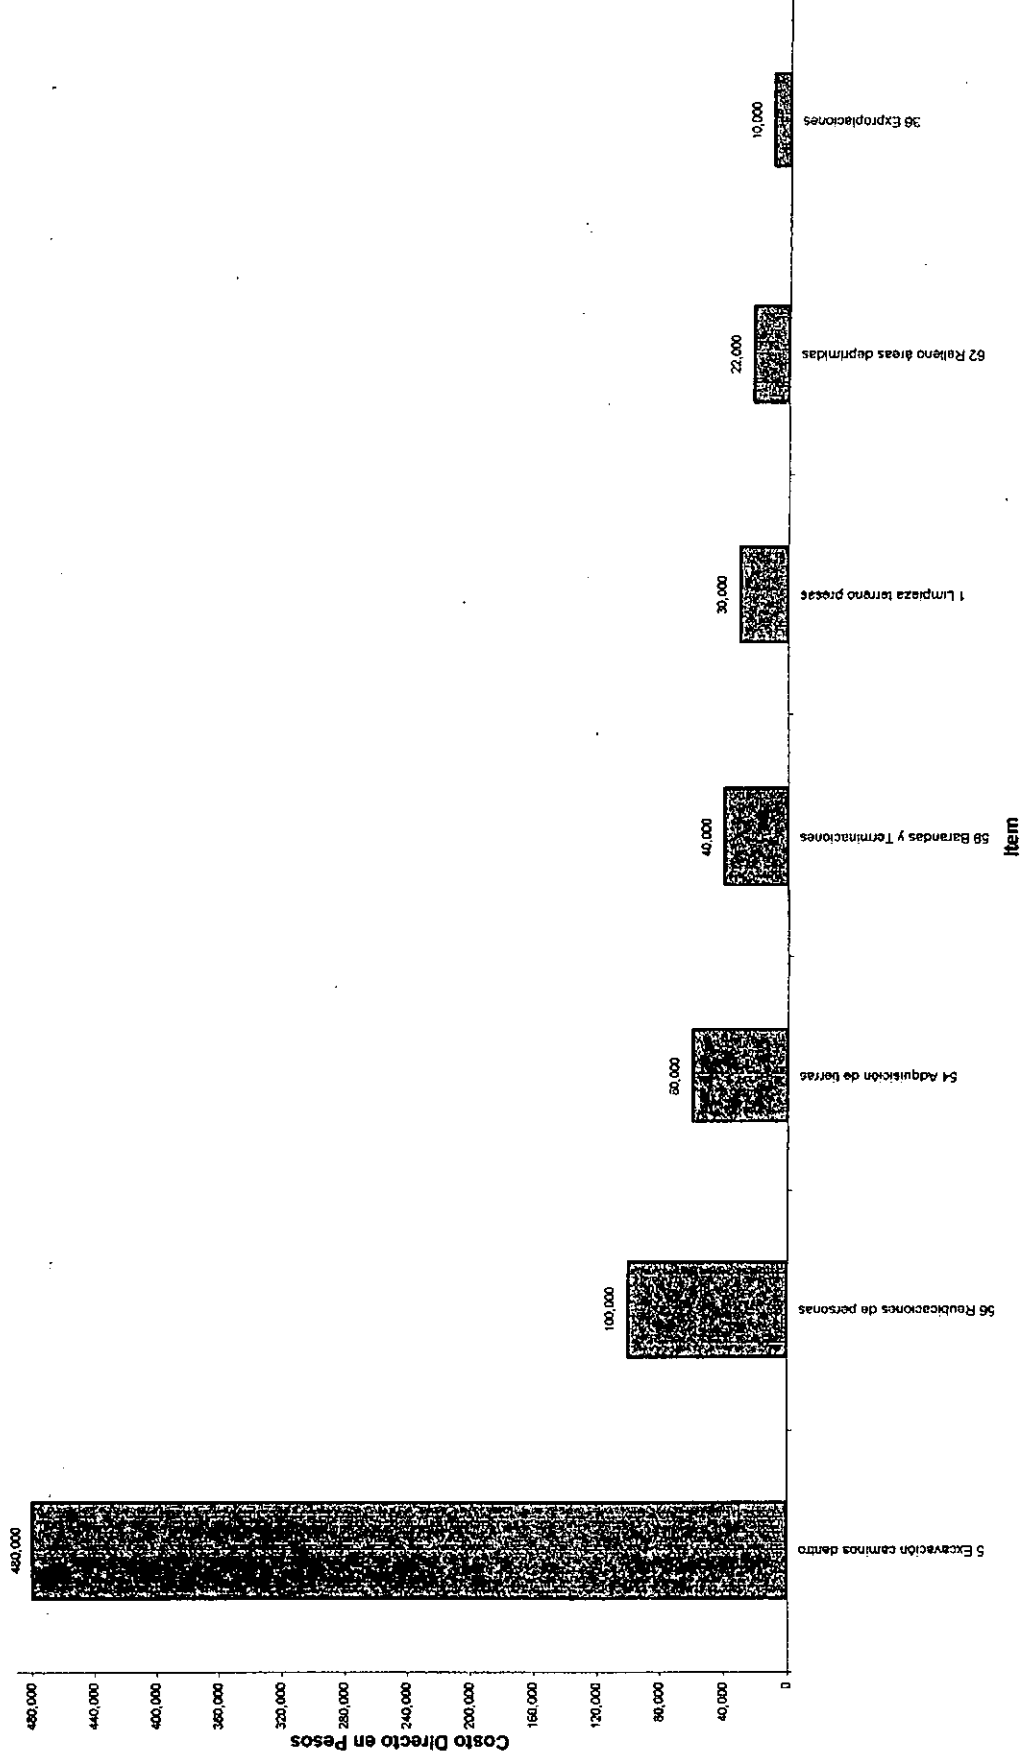 Costo Directo en Pesos
480,000
440,000
400,000
360,000
320,000
280,000
240,000
200,000
160,000
120,000
80,000
40,000
0
480,000
100,000
60,000
40,000
30,000
22,000
10,000
5 Excavación caminos dentro
56 Reubicaciones de personas
54 Adquisición de tierras
59 Barandas y Terminaciones
1 Limpieza terreno presas
62 Relleno áreas deprimidas
36 Expropiaciones
Item